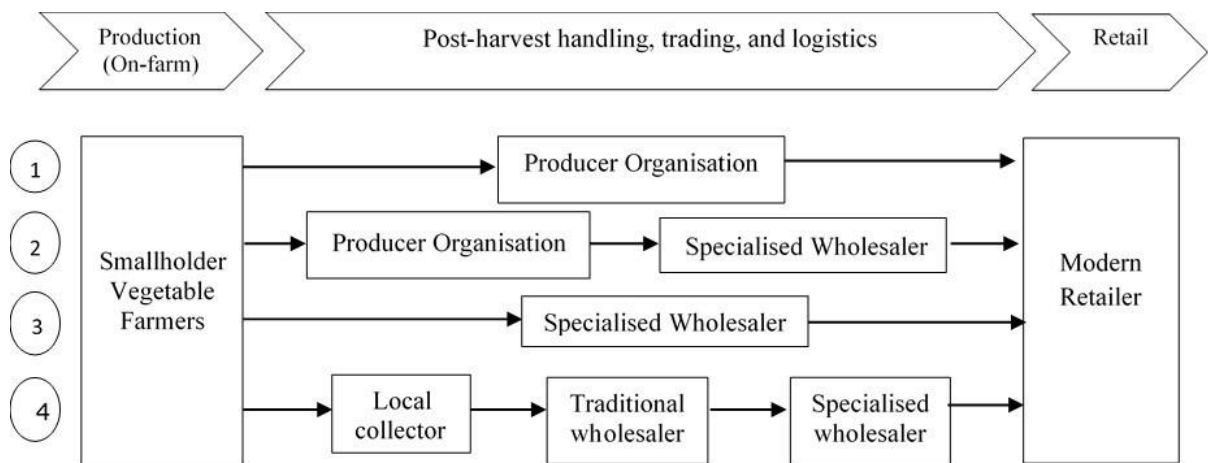 Production
(On-farm)
Post-harvest handling, trading, and logistics
Retail
1
Producer Organisation
2
Producer Organisation
Specialised Wholesaler
Smallholder
Vegetable
Farmers
Modern
Retailer
3
Specialised Wholesaler
4
Local
collector
Traditional
wholesaler
Specialised
wholesaler